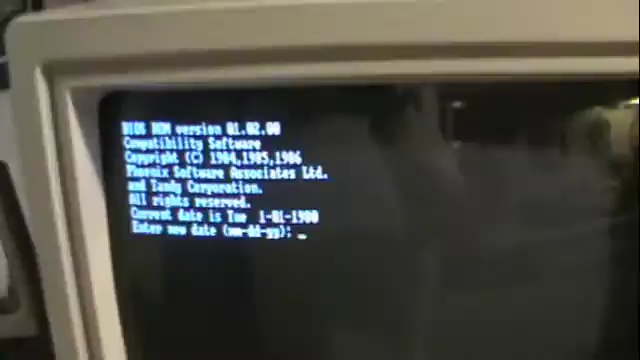 BIOS ROM version 01.02.00
Compatibility Software
Copyright (C) 1984,1985,1986
Phoenix Software Associates Ltd.
and Tandy Corporation.
All rights reserved.
Current date is Tue  1-01-1980
Enter new date (mm-dd-yy): _